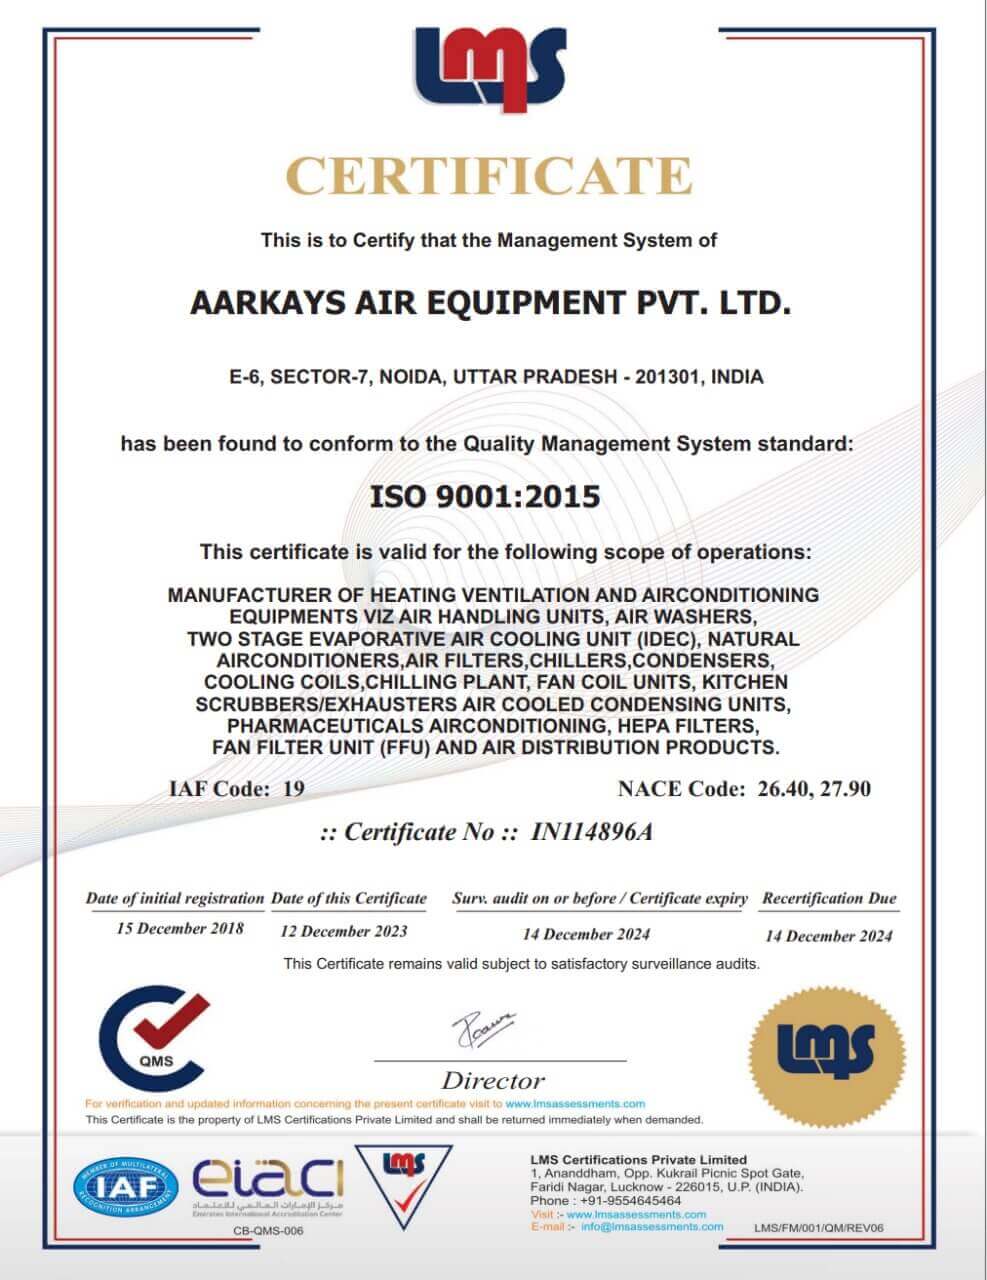 LMS
CERTIFICATE
This is to Certify that the Management System of
AARKAYS AIR EQUIPMENT PVT. LTD.
E-6, SECTOR-7, NOIDA, UTTAR PRADESH - 201301, INDIA
has been found to conform to the Quality Management System standard:
ISO 9001:2015
This certificate is valid for the following scope of operations:
MANUFACTURER OF HEATING VENTILATION AND AIRCONDITIONING
EQUIPMENTS VIZ AIR HANDLING UNITS, AIR WASHERS,
TWO STAGE EVAPORATIVE AIR COOLING UNIT (IDEC), NATURAL
AIRCONDITIONERS,AIR FILTERS,CHILLERS,CONDENSERS,
COOLING COILS,CHILLING PLANT, FAN COIL UNITS, KITCHEN
SCRUBBERS/EXHAUSTERS AIR COOLED CONDENSING UNITS,
PHARMACEUTICALS AIRCONDITIONING, HEPA FILTERS,
FAN FILTER UNIT (FFU) AND AIR DISTRIBUTION PRODUCTS.
IAF Code: 19 NACE Code: 26.40, 27.90
:: Certificate No :: IN114896A
Date of initial registration Date of this Certificate Surv. audit on or before / Certificate expiry Recertification Due
15 December 2018 12 December 2023 14 December 2024 14 December 2024
This Certificate remains valid subject to satisfactory surveillance audits.
QMS
LMS
Director
For verification and updated information concerning the present certificate visit to www.lmsassessments.com
This Certificate is the property of LMS Certifications Private Limited and shall be returned immediately when demanded.
MEMBER OF MULTILATERAL
IAF
RECOGNITION ARRANGEMENT
eiaci
مركز الإمارات العالمي للاعتماد
Emirates International Accreditation Center
CB-QMS-006
LMS
LMS Certifications Private Limited
1, Ananddham, Opp. Kukrail Picnic Spot Gate,
Faridi Nagar, Lucknow - 226015, U.P. (INDIA).
Phone : +91-9554645464
Visit :- www.lmsassessments.com
E-mail :- info@lmsassessments.com
LMS/FM/001/QM/REV06